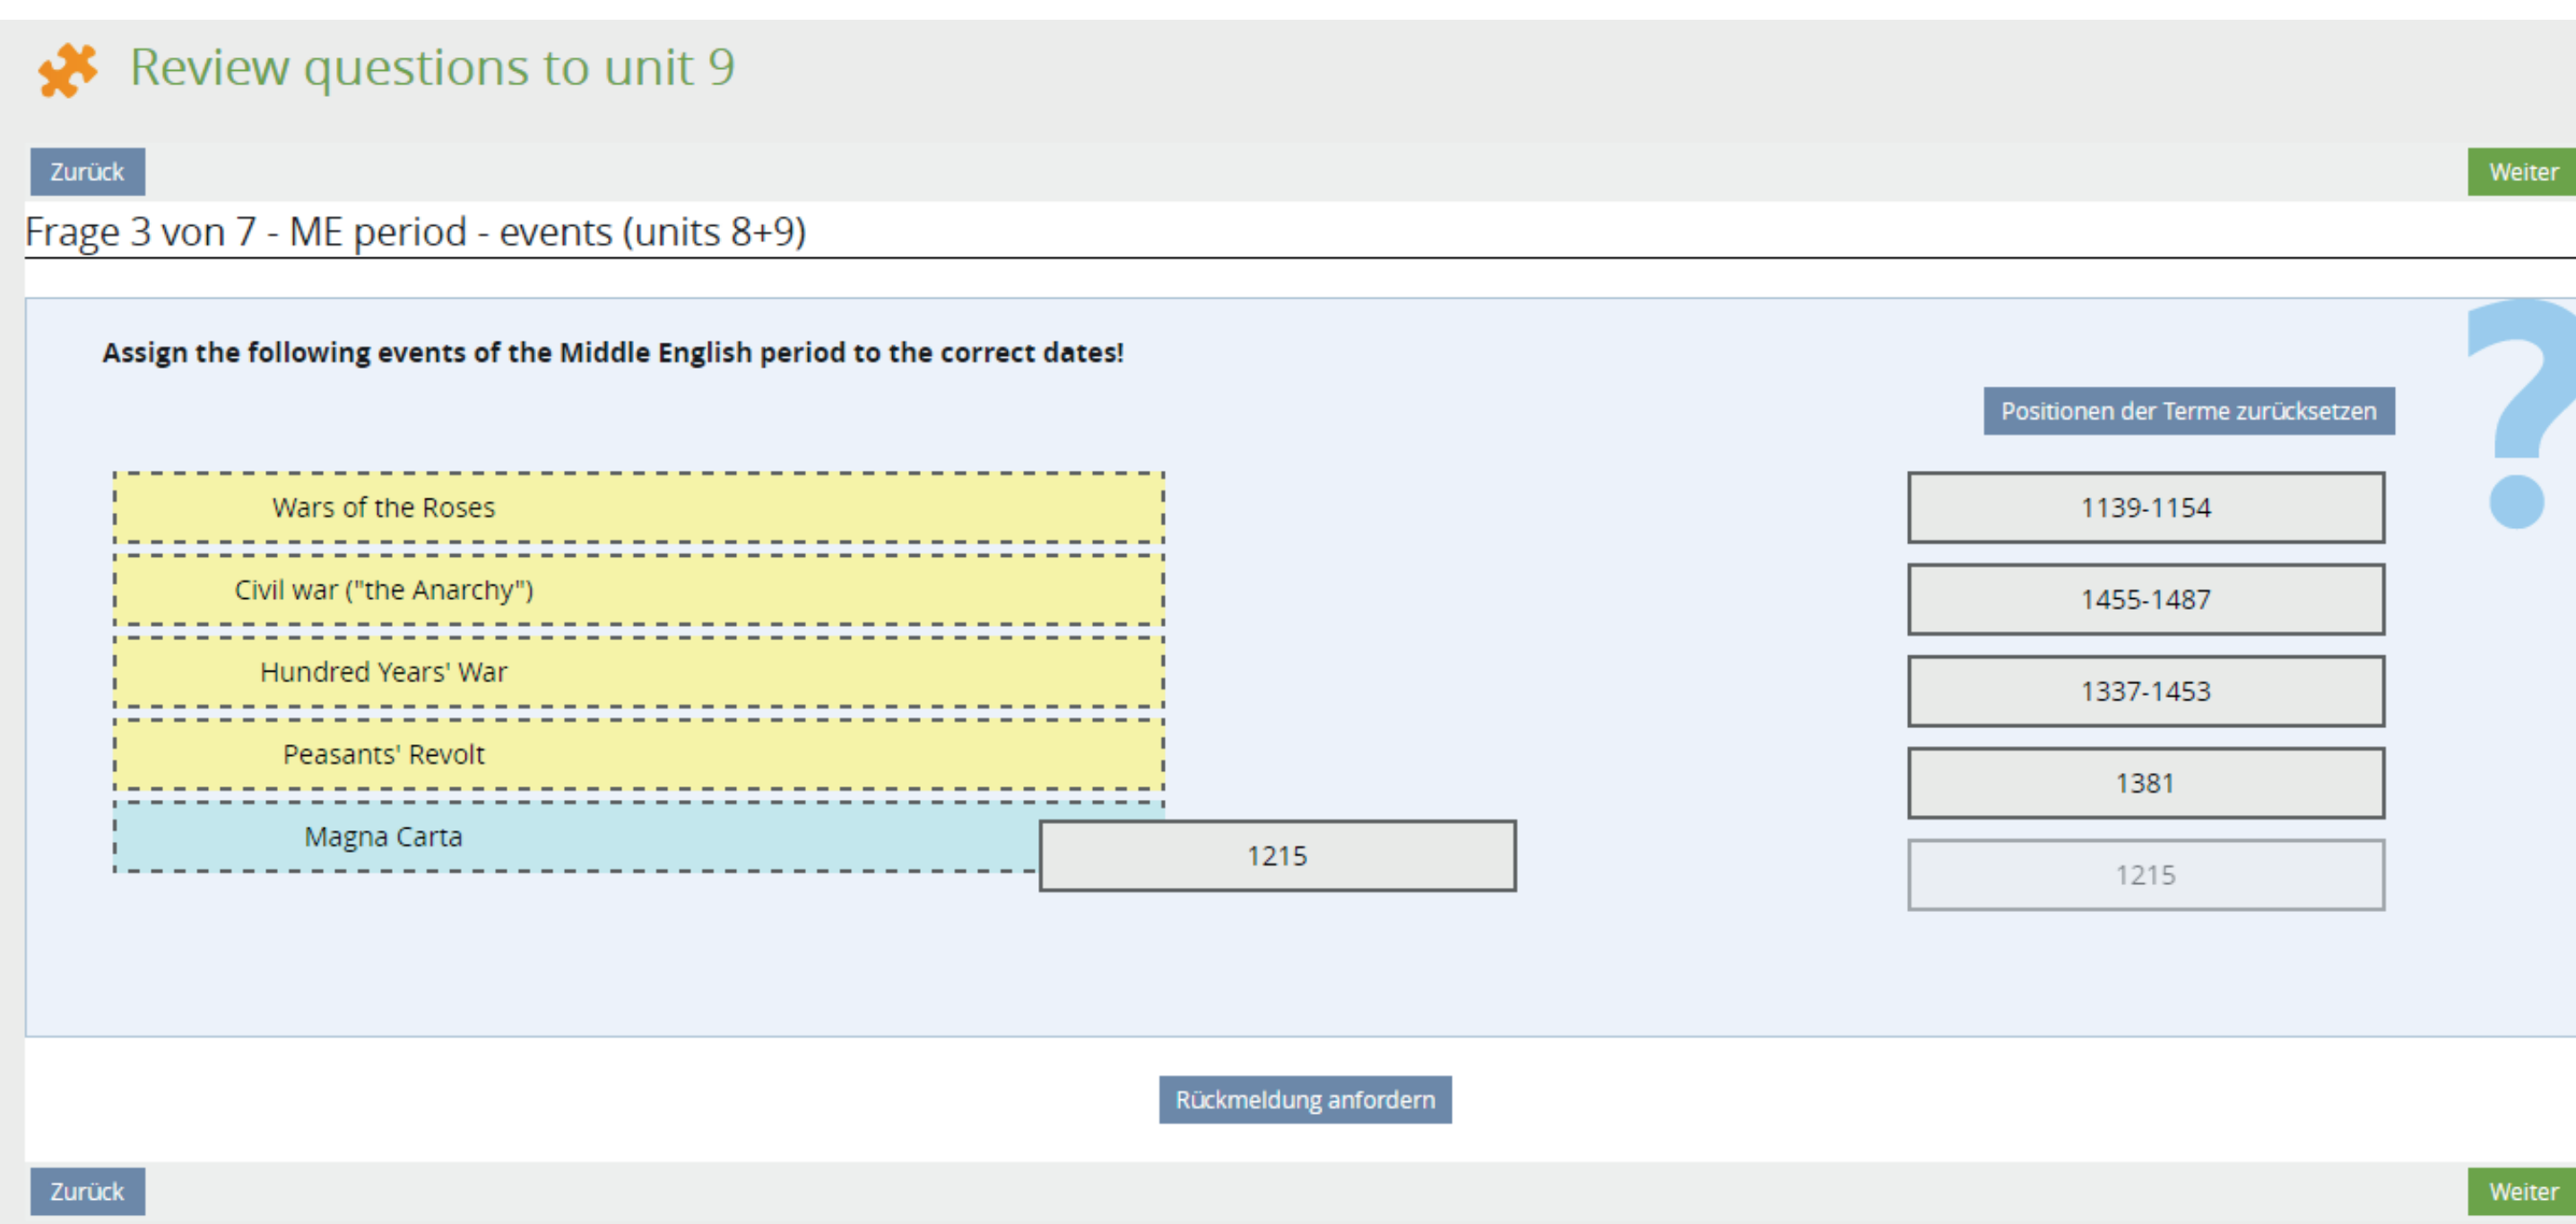 Review questions to unit 9
Zurück
Weiter
Frage 3 von 7 - ME period - events (units 8+9)
Assign the following events of the Middle English period to the correct dates!
Positionen der Terme zurücksetzen
Wars of the Roses
1139-1154
Civil war ("the Anarchy")
1455-1487
Hundred Years' War
1337-1453
Peasants' Revolt
1381
Magna Carta
1215
1215
Rückmeldung anfordern
Zurück
Weiter